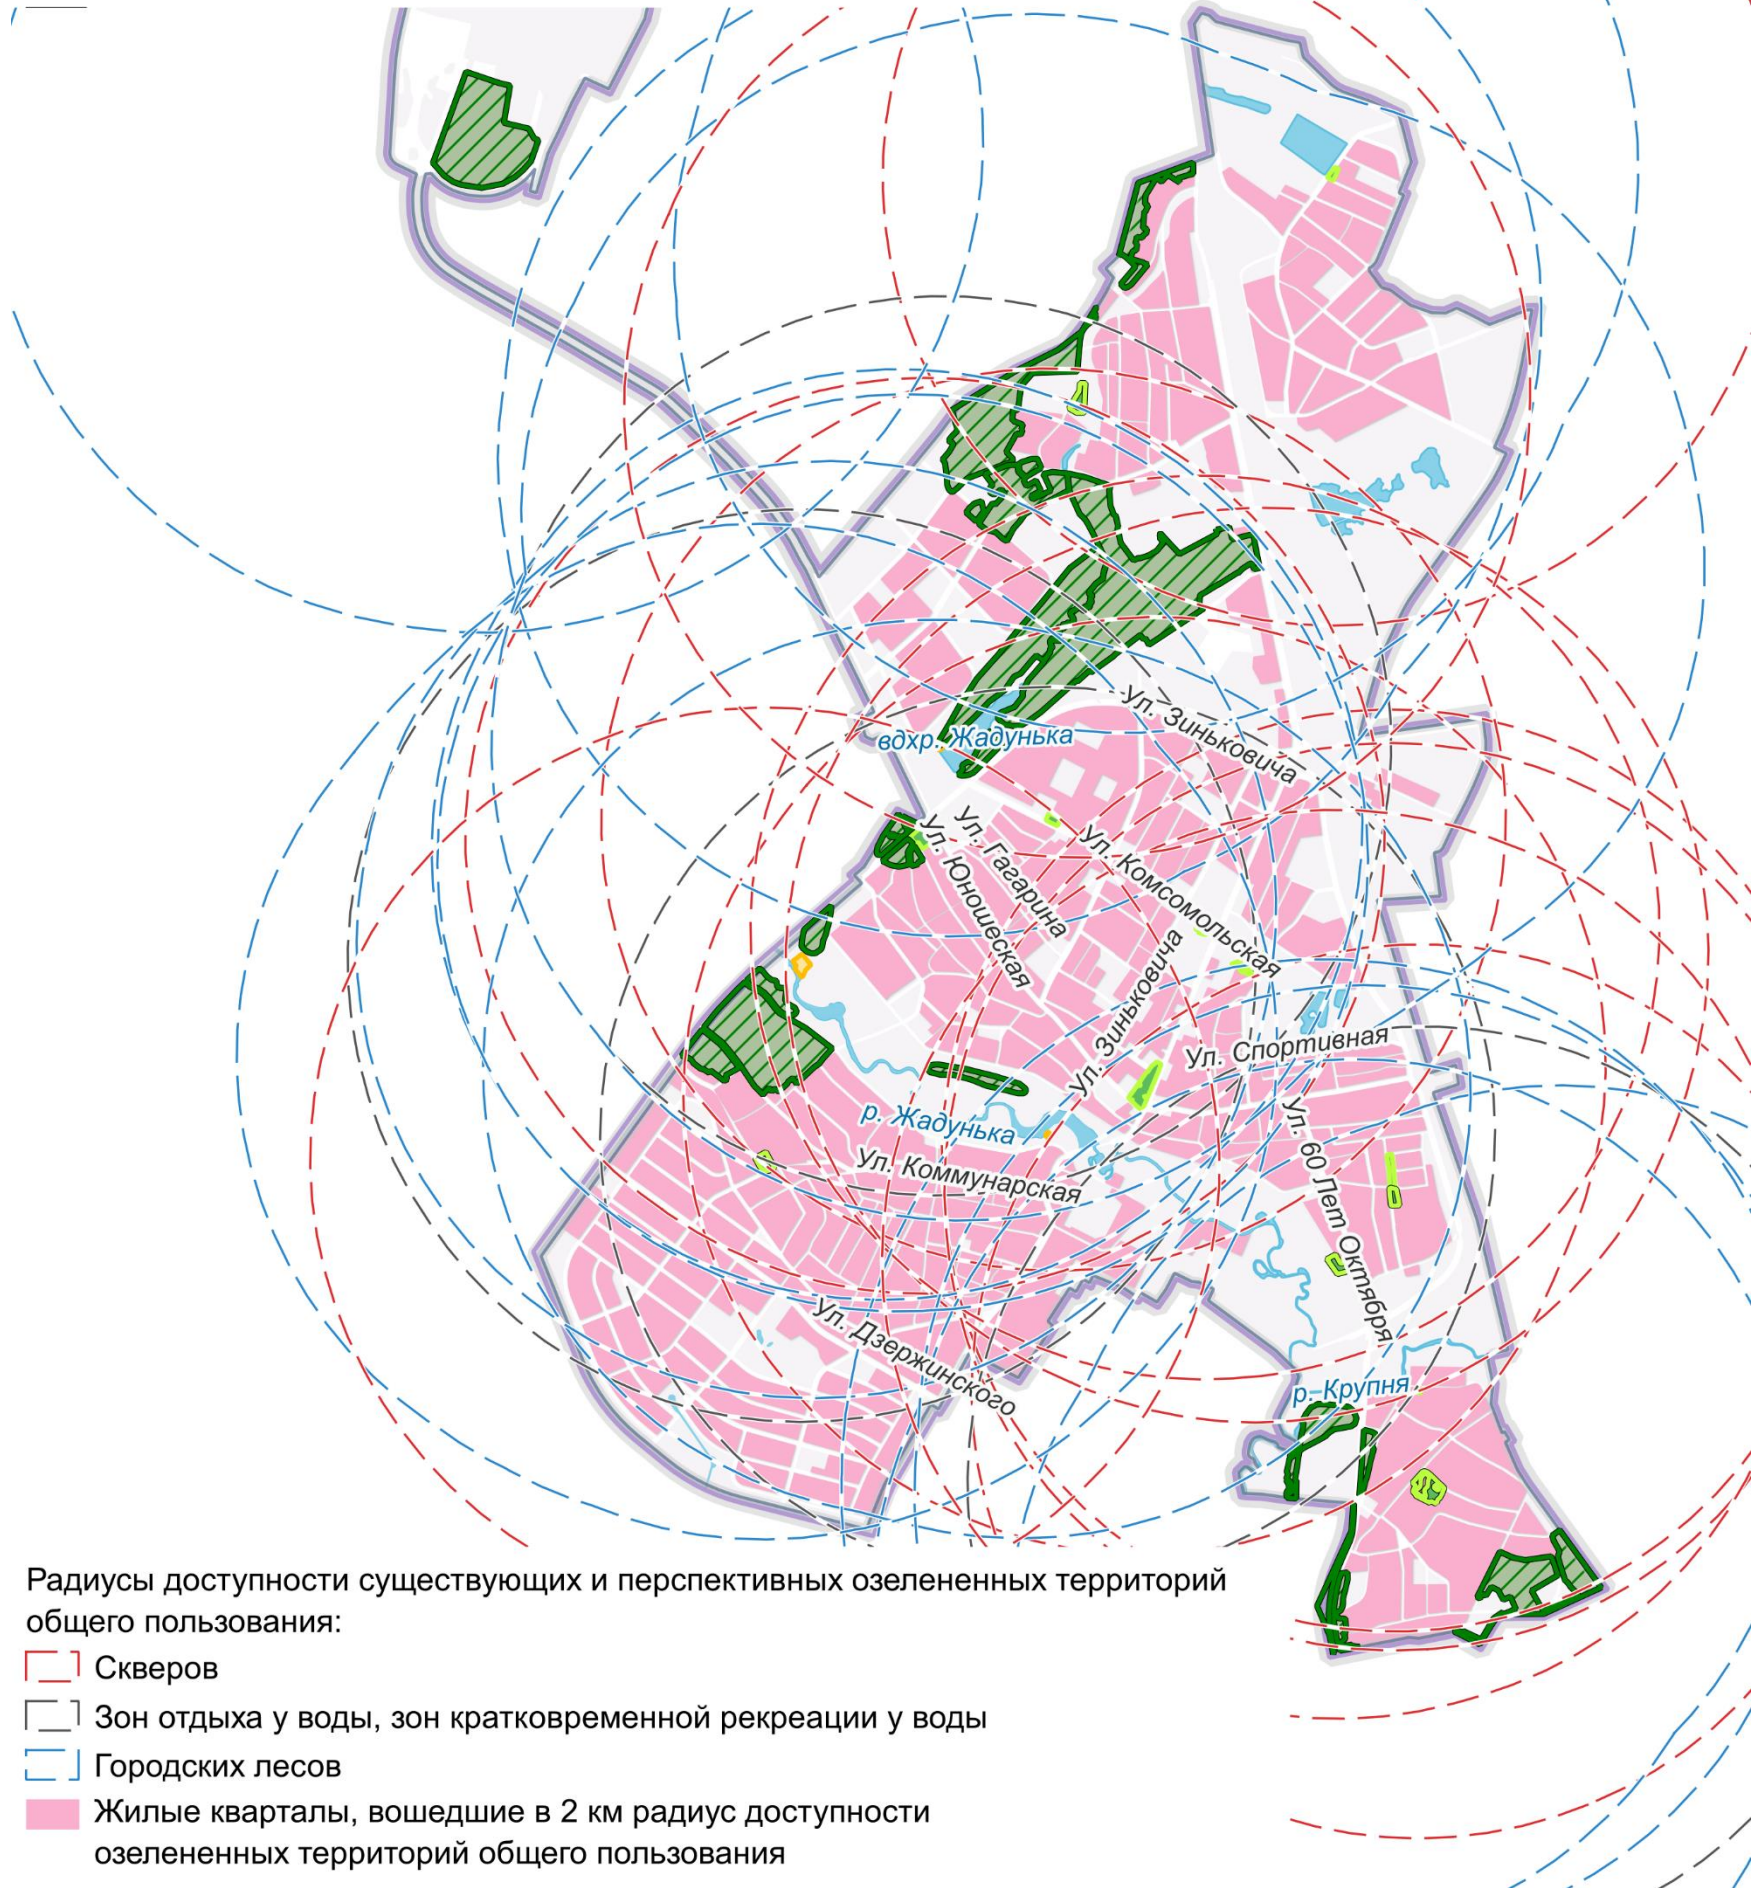 Ул. Зиньковича
вдхр. Жадунька
Ул. Гагарина
Ул. Юношеская
Ул. Комсомольская
Ул. Зиньковича
Ул. Спортивная
р. Жадунька
Ул. Коммунарская
Ул. 60 Лет Октября
Ул. Дзержинского
р. Крупня
Радиусы доступности существующих и перспективных озелененных территорий
общего пользования:
Скверов
Зон отдыха у воды, зон кратковременной рекреации у воды
Городских лесов
Жилые кварталы, вошедшие в 2 км радиус доступности
озелененных территорий общего пользования